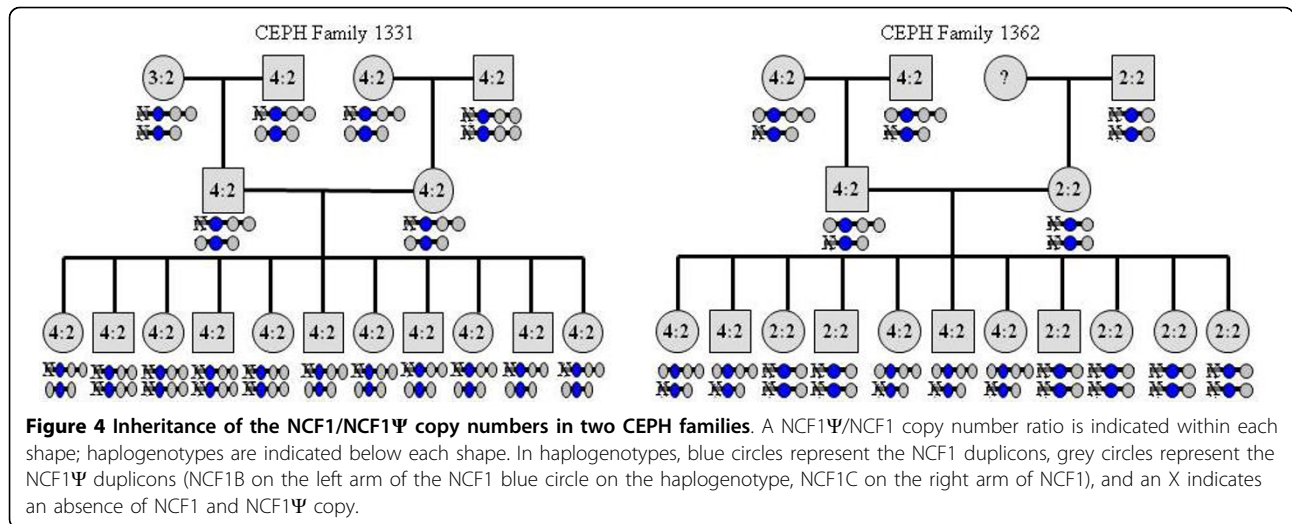 CEPH Family 1331
CEPH Family 1362
3:2 4:2 4:2 4:2
4:2 4:2 ? 2:2
4:2 4:2
4:2 2:2
4:2 4:2 4:2 4:2 4:2 4:2 4:2 4:2 4:2 4:2 4:2
4:2 4:2 2:2 2:2 4:2 4:2 4:2 2:2 2:2 2:2 2:2
Figure 4 Inheritance of the NCF1/NCF1Ψ copy numbers in two CEPH families. A NCF1Ψ/NCF1 copy number ratio is indicated within each
shape; haplogenotypes are indicated below each shape. In haplogenotypes, blue circles represent the NCF1 duplicons, grey circles represent the
NCF1Ψ duplicons (NCF1B on the left arm of the NCF1 blue circle on the haplogenotype, NCF1C on the right arm of NCF1), and an X indicates
an absence of NCF1 and NCF1Ψ copy.